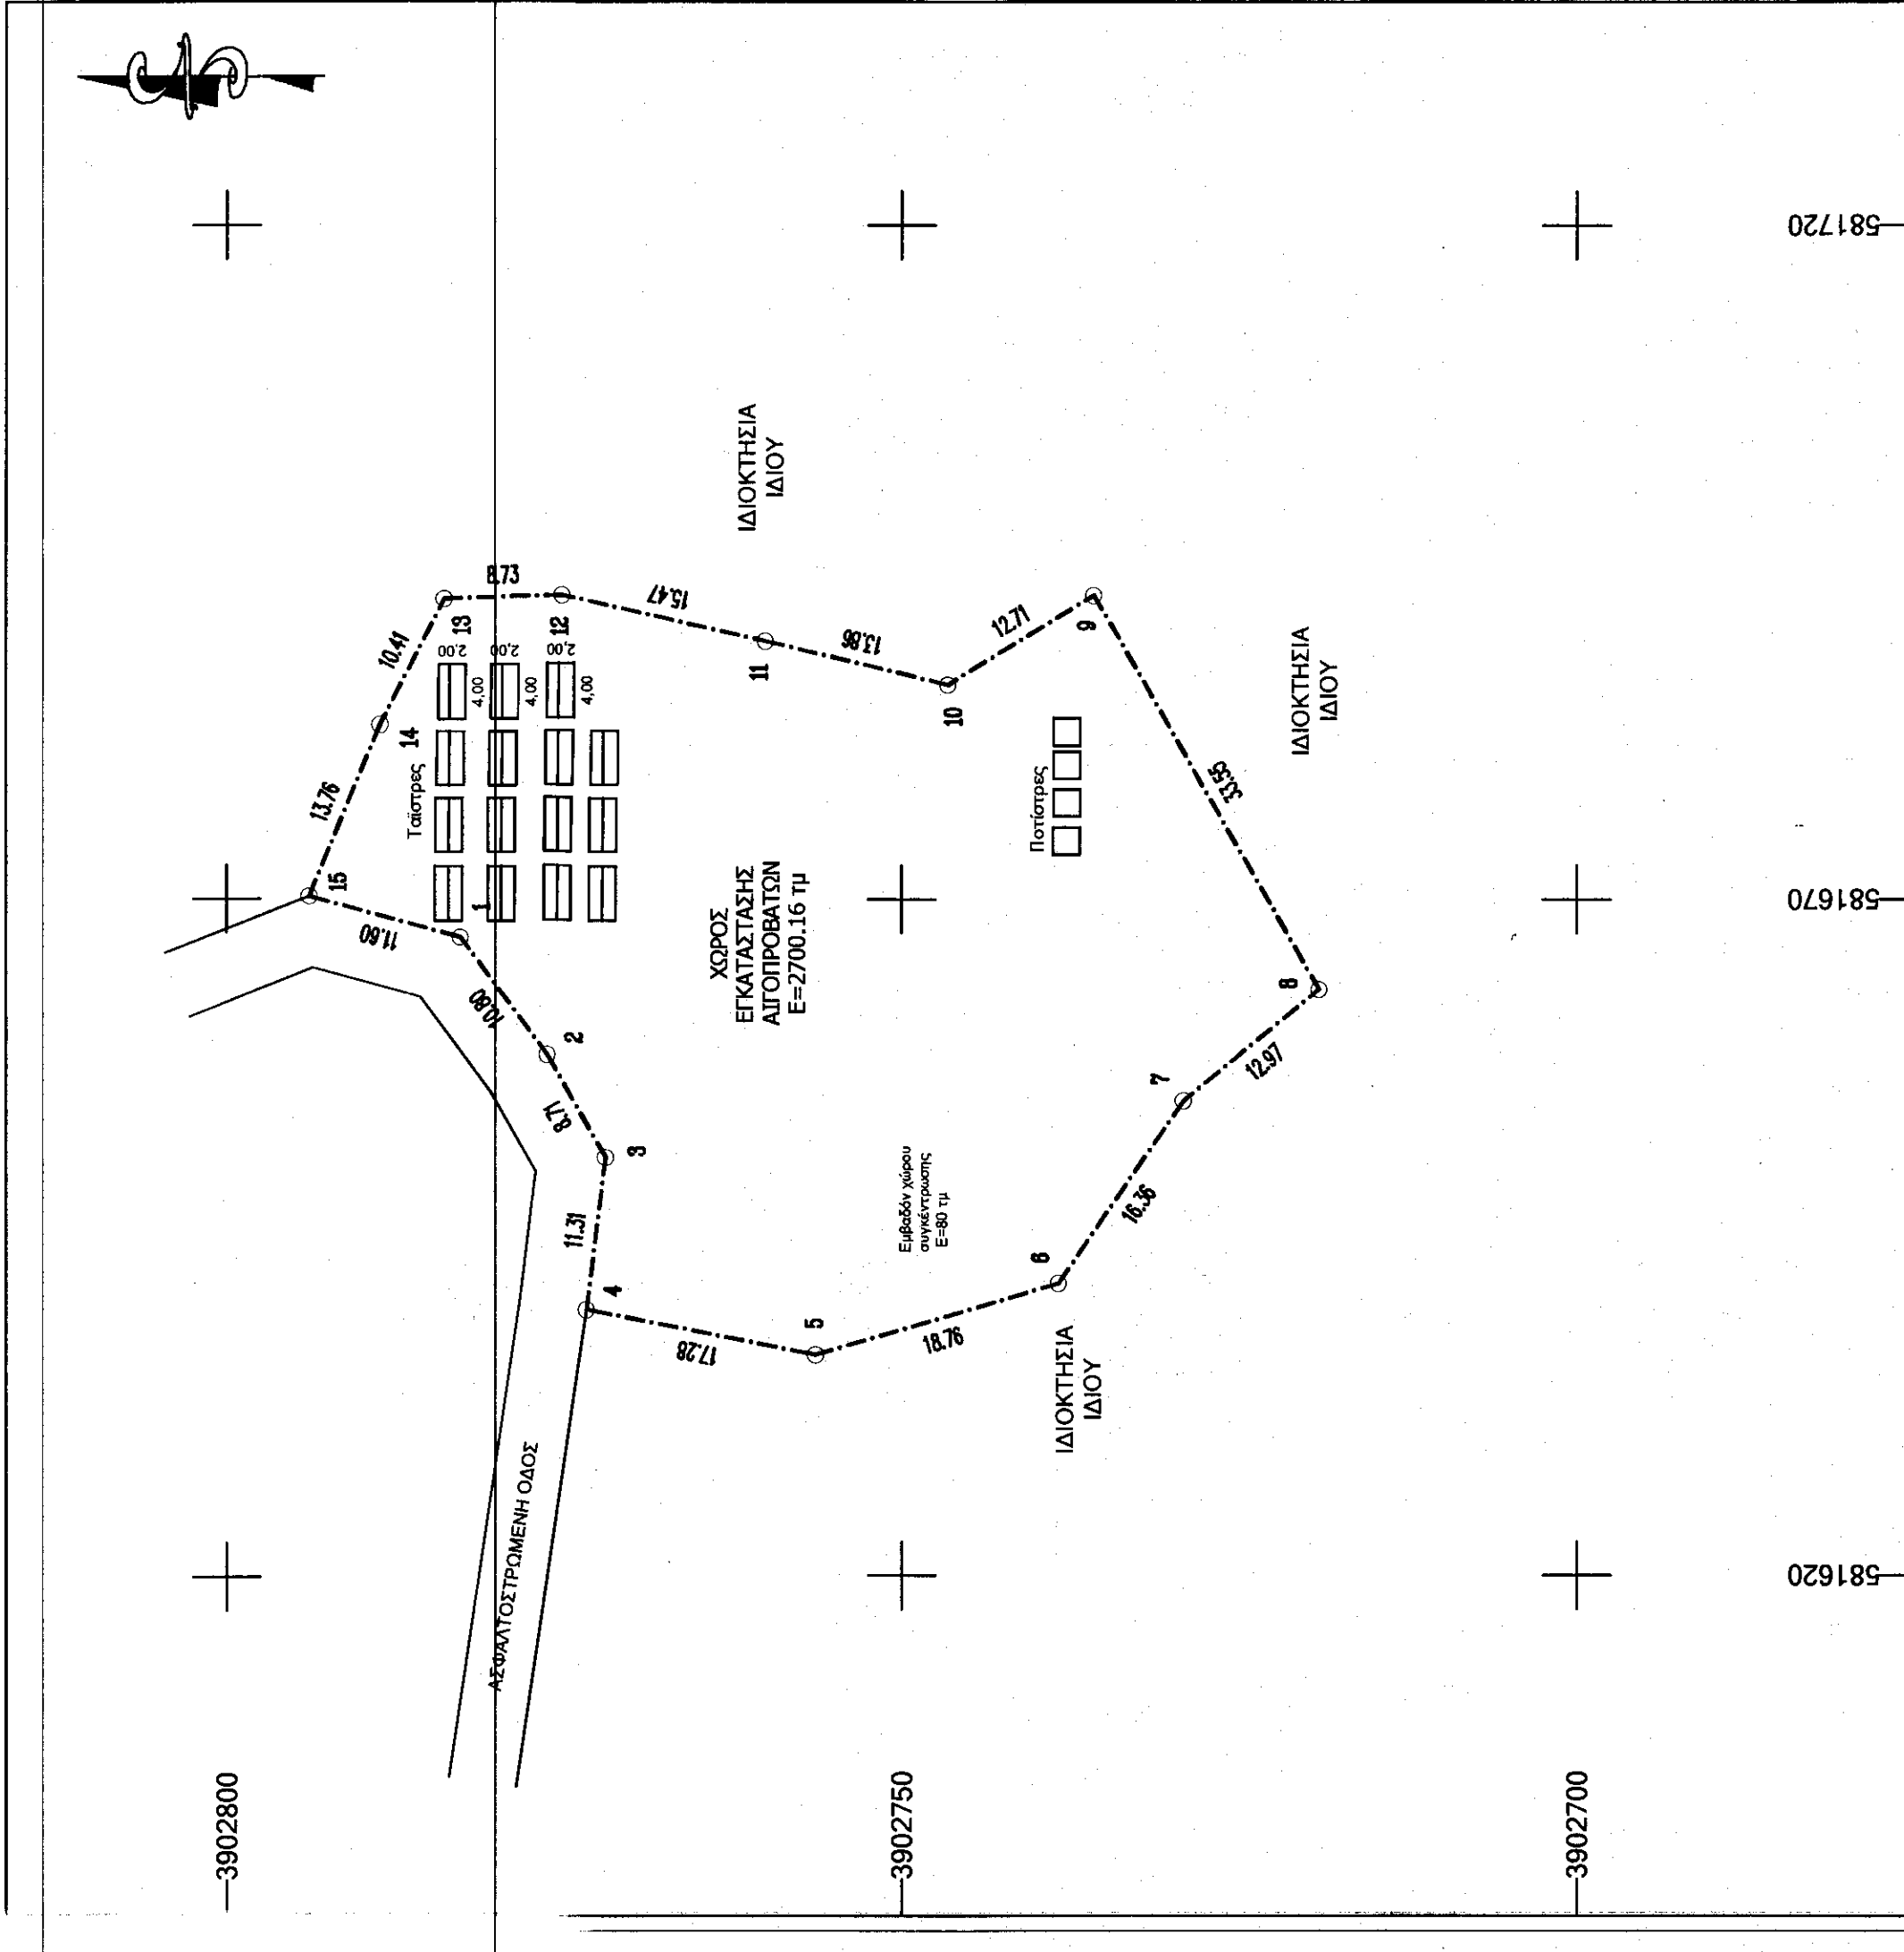 581720
581670
581620
3902800
3902750
3902700
ΙΔΙΟΚΤΗΣΙΑ
ΙΔΙΟΥ
ΙΔΙΟΚΤΗΣΙΑ
ΙΔΙΟΥ
ΙΔΙΟΚΤΗΣΙΑ
ΙΔΙΟΥ
ΑΣΦΑΛΤΟΣΤΡΩΜΕΝΗ ΟΔΟΣ
ΧΩΡΟΣ
ΕΓΚΑΤΑΣΤΑΣΗΣ
ΑΙΓΟΠΡΟΒΑΤΩΝ
Ε=2700.16 τμ
Εμβαδόν χώρου
συγκέντρωσης
Ε=80 τμ
Ταϊστρες
Ποτίστρες
2,00
2,00
2,00
4,00
4,00
4,00
1
2
3
4
5
6
7
8
9
10
11
12
13
14
15
10.80
8.71
11.31
17.28
18.76
16.36
12.97
33.55
12.71
13.86
15.47
8.73
10.41
13.76
11.60